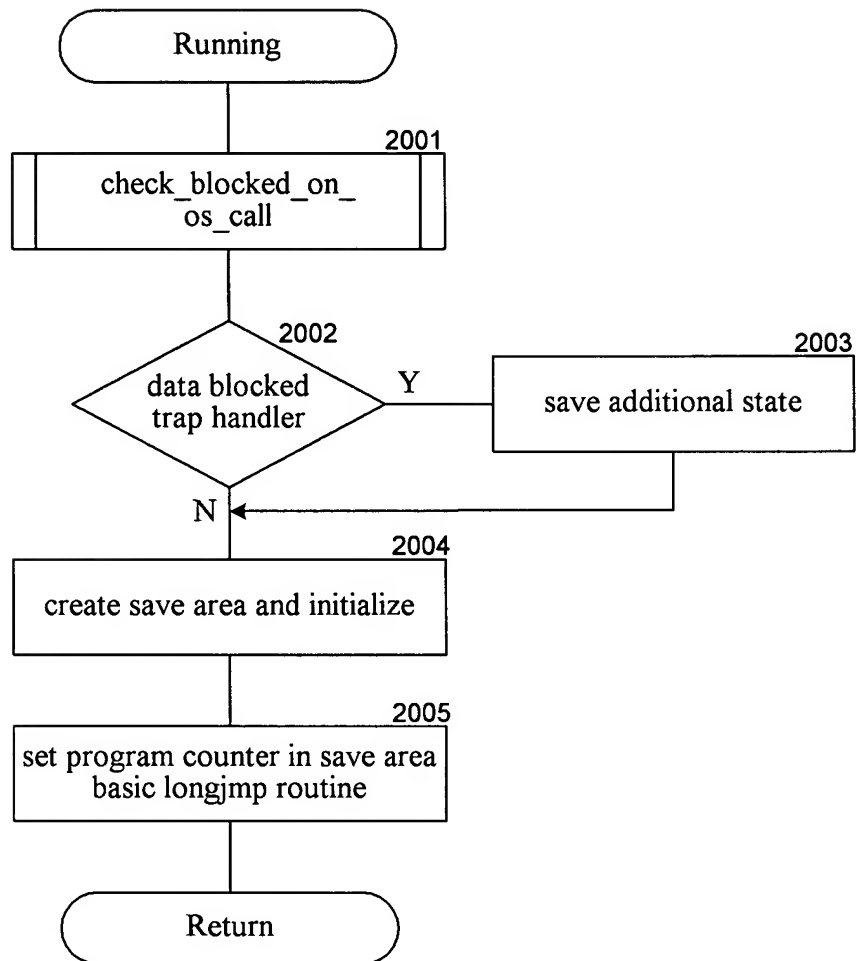 Running
2001
check_blocked_on_
os_call
2002
data blocked
trap handler
Y
2003
save additional state
N
2004
create save area and initialize
2005
set program counter in save area
basic longjmp routine
Return